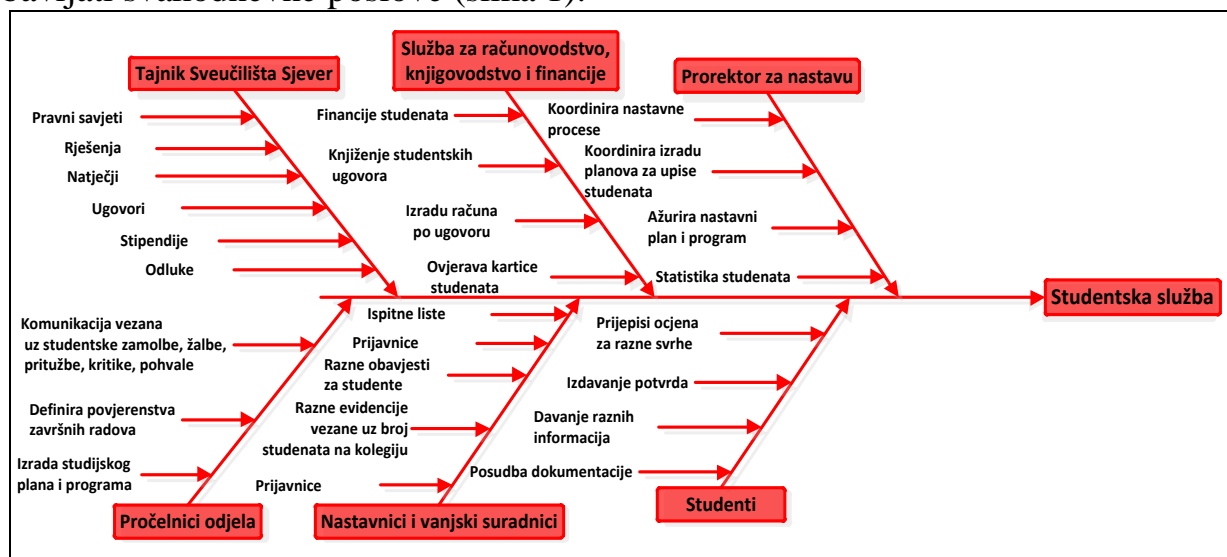 svakodnevne poslove (slika 1).
Tajnik Sveučilišta Sjever
Pravni savjeti
Rješenja
Natječji
Ugovori
Stipendije
Odluke
Služba za računovodstvo,
knjigovodstvo i financije
Financije studenata
Knjiženje studentskih
ugovora
Izradu računa
po ugovoru
Ovjerava kartice
studenata
Prorektor za nastavu
Koordinira nastavne
procese
Koordinira izradu
planova za upise
studenata
Ažurira nastavni
plan i program
Statistika studenata
Studentska služba
Komunikacija vezana
uz studentske zamolbe, žalbe,
pritužbe, kritike, pohvale
Definira povjerenstva
završnih radova
Izrada studijskog
plana i programa
Pročelnici odjela
Ispitne liste
Prijavnice
Razne obavjesti
za studente
Razne evidencije
vezane uz broj
studenata na kolegiju
Prijavnice
Nastavnici i vanjski suradnici
Prijepisi ocjena
za razne svrhe
Izdavanje potvrda
Davanje raznih
informacija
Posudba dokumentacije
Studenti